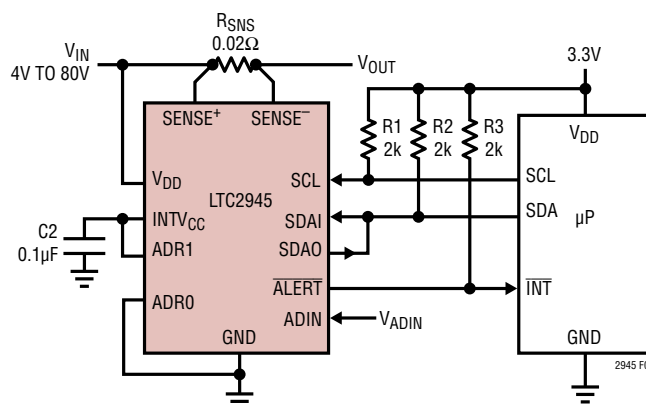 RSNS
0.02Ω
VIN
4V TO 80V
VOUT
3.3V
SENSE+
SENSE–
R1
2k
R2
2k
R3
2k
VDD
VDD
LTC2945
SCL
SCL
INTVCC
SDAI
SDA
µP
C2
0.1µF
ADR1
SDAO
ALERT
INT
ADR0
ADIN
VADIN
GND
GND